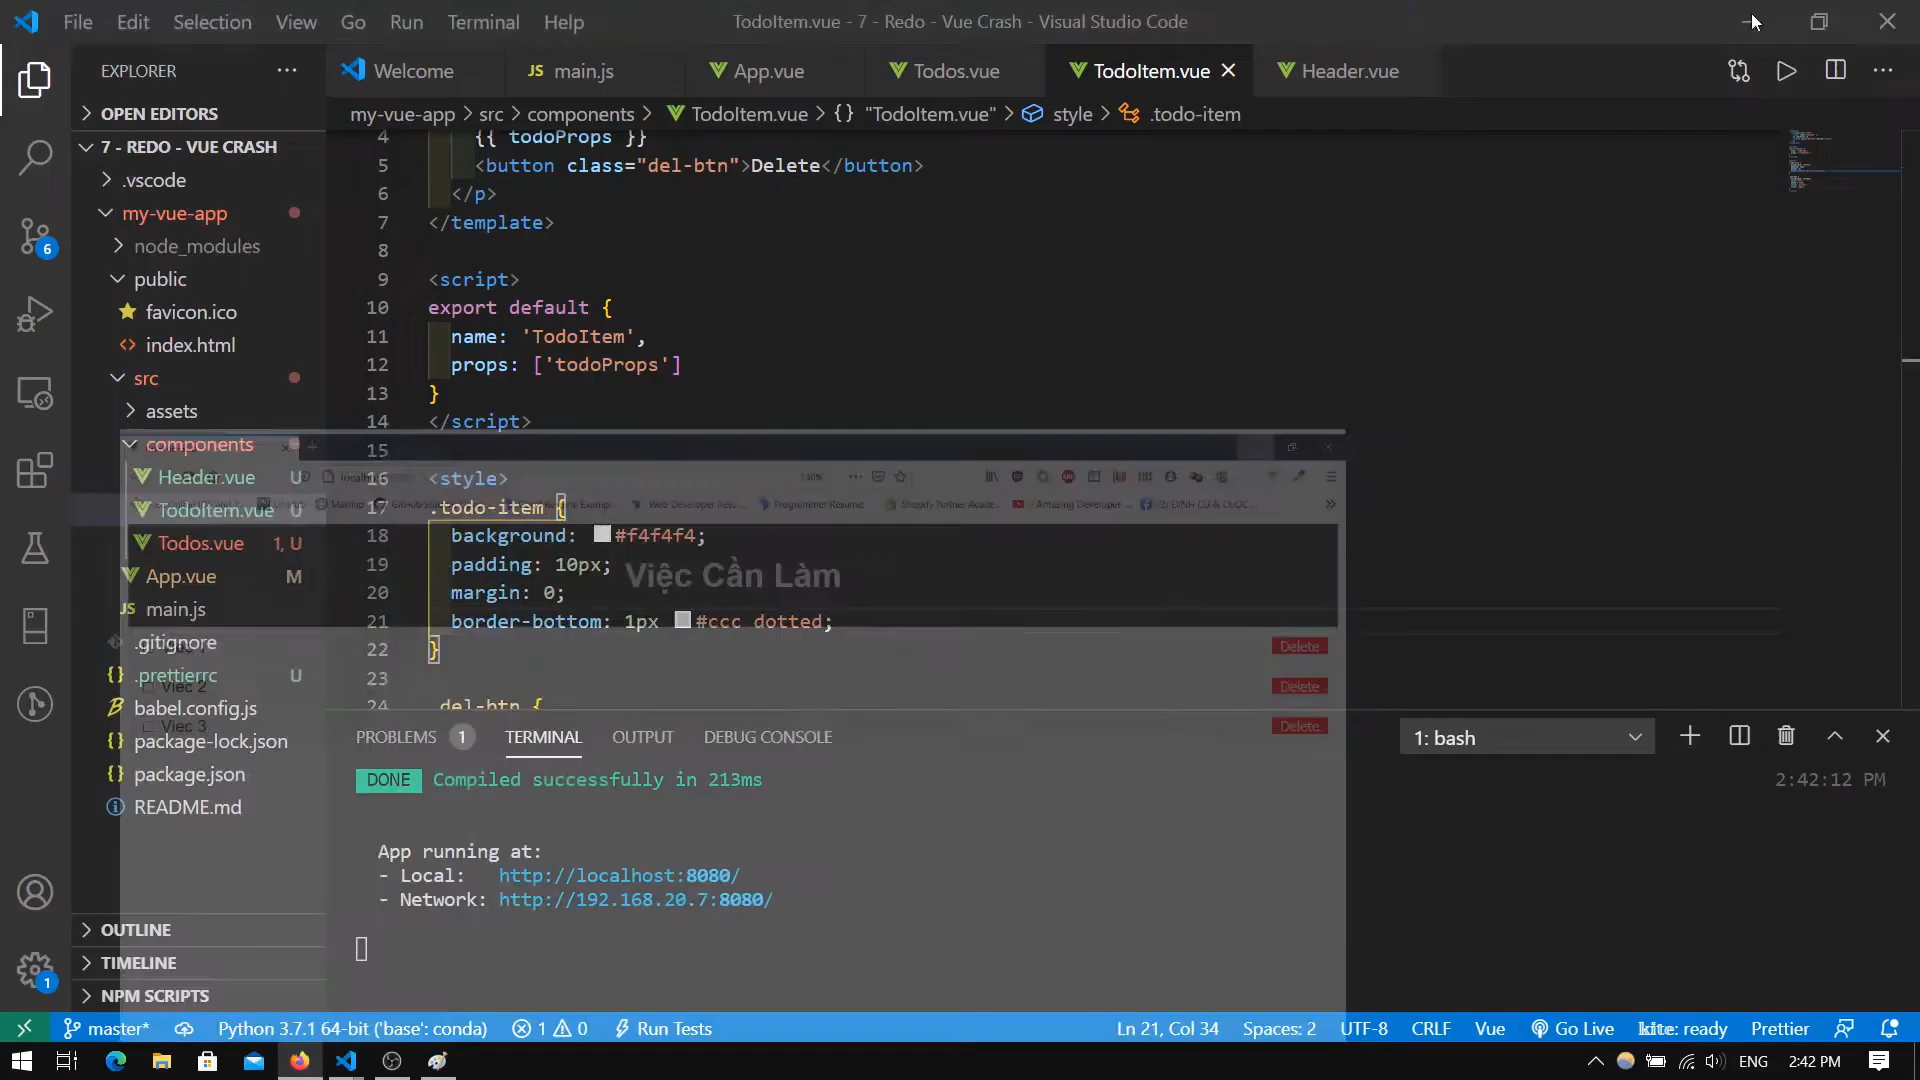 File Edit Selection View Go Run Terminal Help
TodoItem.vue - 7 - Redo - Vue Crash - Visual Studio Code
EXPLORER
OPEN EDITORS
7 - REDO - VUE CRASH
.vscode
my-vue-app
node_modules
public
favicon.ico
index.html
src
assets
components
Header.vue U
TodoItem.vue U
Todos.vue 1, U
App.vue M
main.js
.gitignore
.prettierrc U
babel.config.js
package-lock.json
package.json
README.md
OUTLINE
TIMELINE
NPM SCRIPTS
6
1
Welcome
JS main.js
App.vue
Todos.vue
TodoItem.vue
Header.vue
my-vue-app > src > components > TodoItem.vue > {} "TodoItem.vue" > style > .todo-item
4 {{ todoProps }}
5 <button class="del-btn">Delete</button>
6 </p>
7 </template>
8
9 <script>
10 export default {
11 name: 'TodoItem',
12 props: ['todoProps']
13 }
14 </script>
15
16 <style>
17 .todo-item {
18 background: #f4f4f4;
19 padding: 10px;
20 margin: 0;
21 border-bottom: 1px #ccc dotted;
22 }
23
24 del-btn {
Việc Cần Làm
Delete
Việc 2 Delete
Việc 3 Delete
PROBLEMS 1 TERMINAL OUTPUT DEBUG CONSOLE
1: bash
DONE Compiled successfully in 213ms
2:42:12 PM
App running at:
- Local: http://localhost:8080/
- Network: http://192.168.20.7:8080/
master* Python 3.7.1 64-bit ('base': conda) 1 0 Run Tests
Ln 21, Col 34 Spaces: 2 UTF-8 CRLF Vue Go Live kite: ready Prettier
ENG 2:42 PM